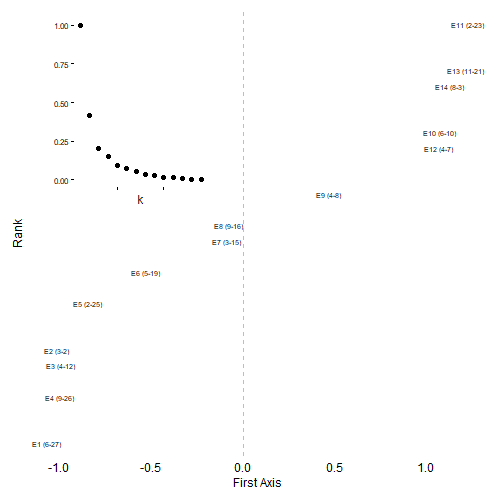 1.00
E11 (2-23)
0.75
E13 (11-21)
E14 (8-3)
0.50
E10 (6-10)
0.25
E12 (4-7)
0.00
k
E9 (4-8)
E8 (9-16)
Rank
E7 (3-15)
E6 (5-19)
E5 (2-25)
E2 (3-2)
E3 (4-12)
E4 (9-26)
E1 (6-27)
-1.0 -0.5 0.0 0.5 1.0
First Axis